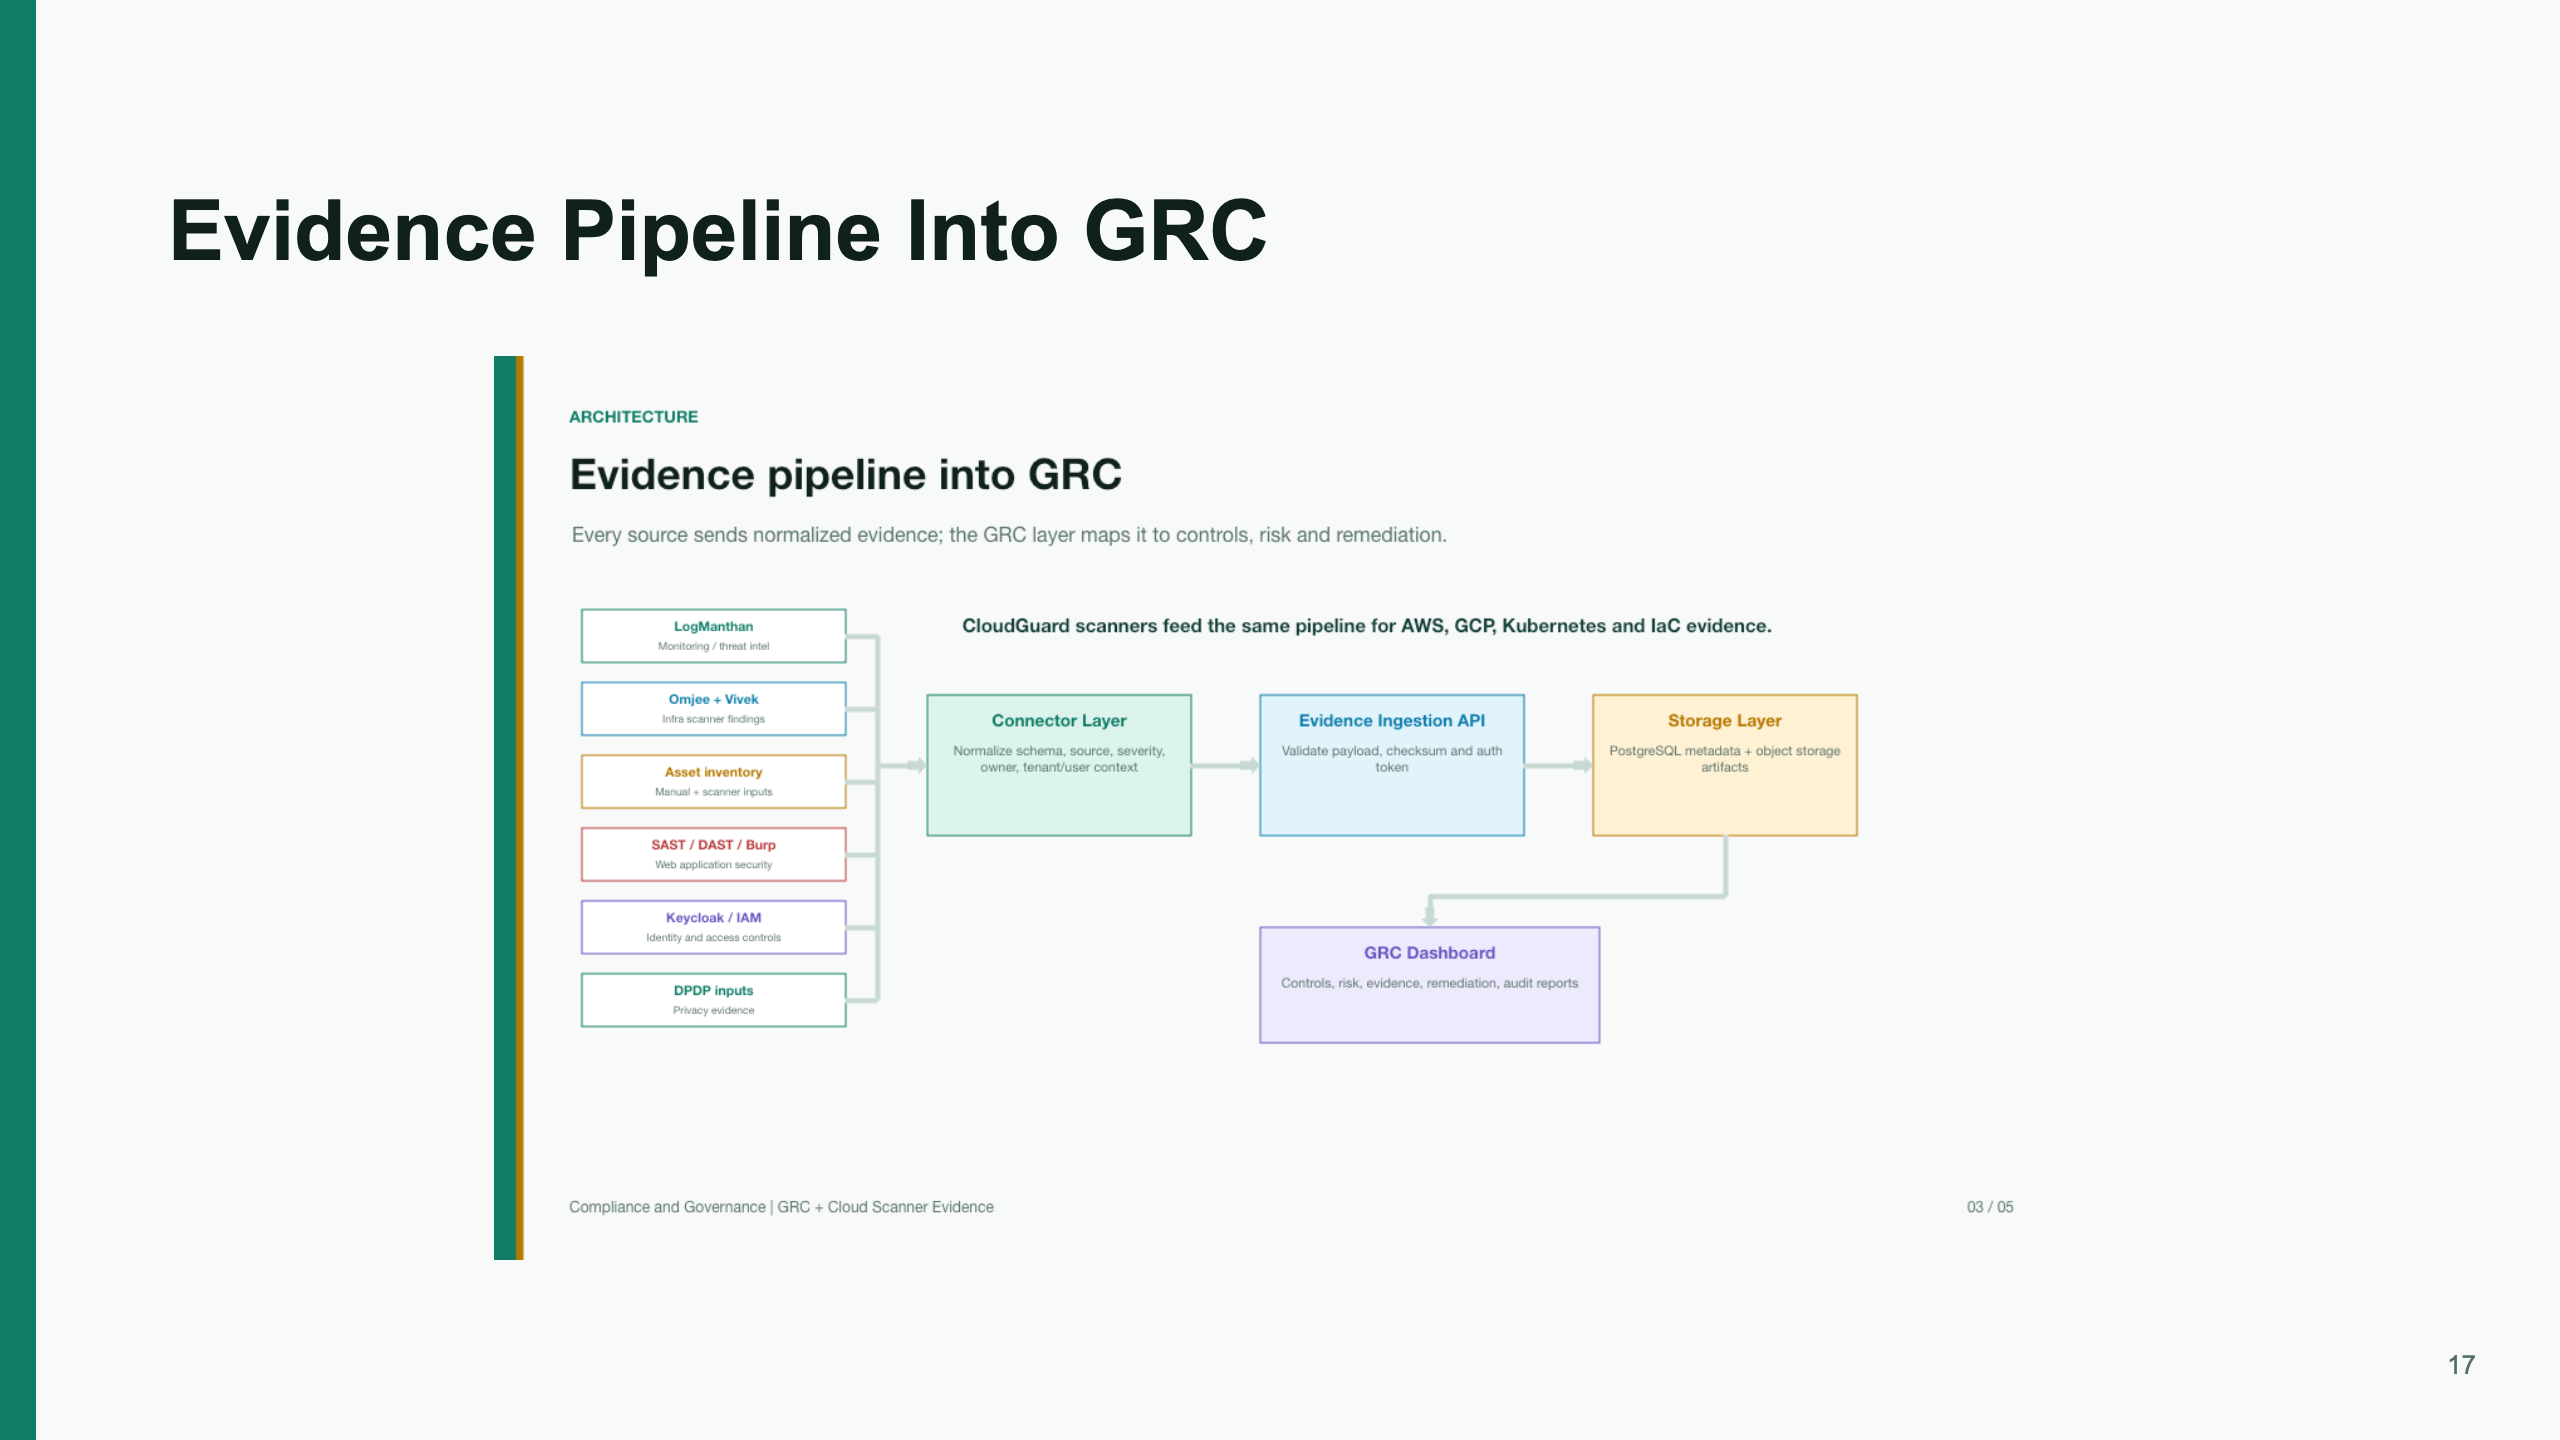 Evidence Pipeline Into GRC
ARCHITECTURE
Evidence pipeline into GRC
Every source sends normalized evidence; the GRC layer maps it to controls, risk and remediation.
CloudGuard scanners feed the same pipeline for AWS, GCP, Kubernetes and IaC evidence.
LogManthan
Monitoring / threat intel
Omjee + Vivek
Infra scanner findings
Asset inventory
Manual + scanner inputs
SAST / DAST / Burp
Web application security
Keycloak / IAM
Identity and access controls
DPDP inputs
Privacy evidence
Connector Layer
Normalize schema, source, severity,
owner, tenant/user context
Evidence Ingestion API
Validate payload, checksum and auth
token
Storage Layer
PostgreSQL metadata + object storage
artifacts
GRC Dashboard
Controls, risk, evidence, remediation, audit reports
Compliance and Governance | GRC + Cloud Scanner Evidence
03 / 05
17